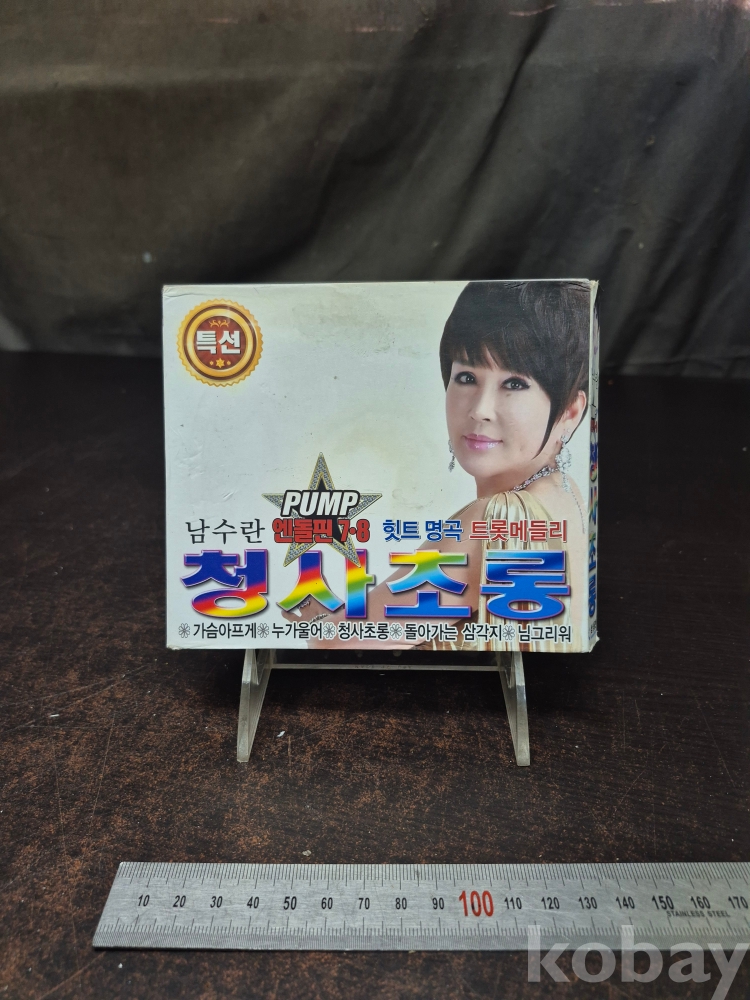 특선
PUMP
남수란 엔돌핀 7·8 힛트 명곡 트롯메들리
청사초롱
※ 가슴아프게 ※ 누가울어 ※ 청사초롱 ※ 돌아가는 삼각지 ※ 님그리워
10 20 30 40 50 60 70 80 90 100 110 120 130 140 150 160 170
STAINLESS STEEL
kobay